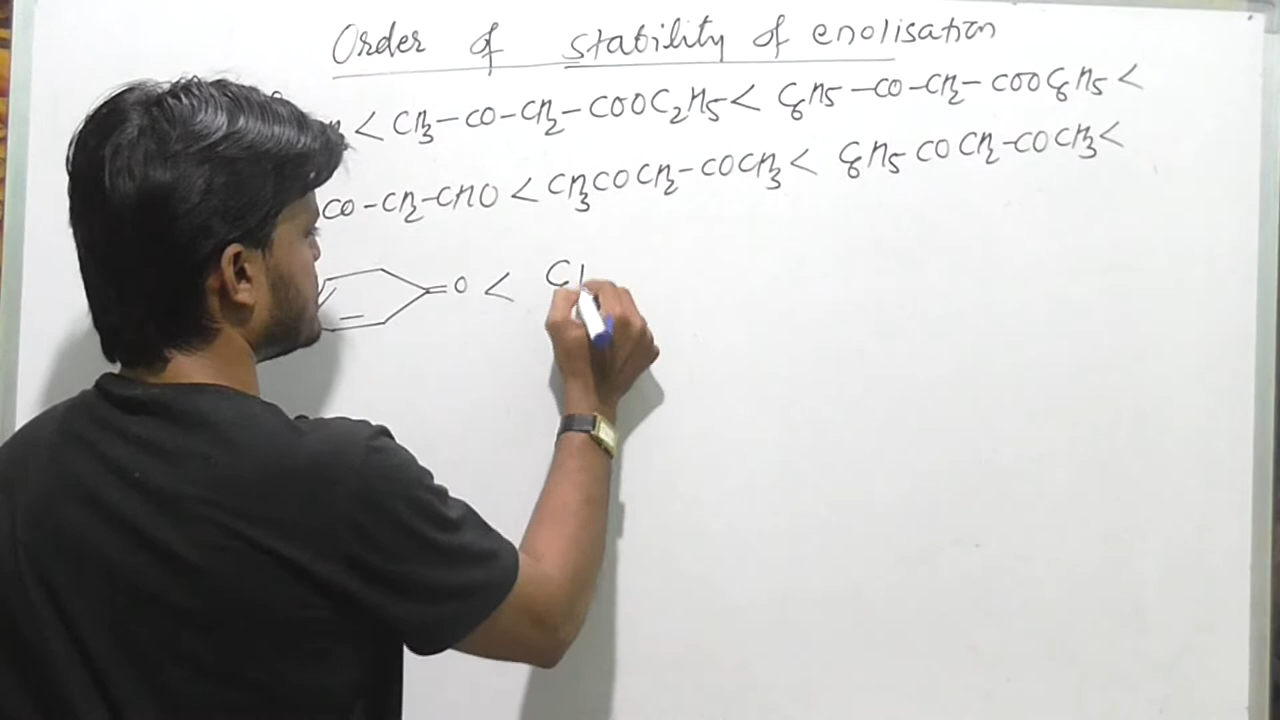 Order of stability of enolisation
< CH3-CO-CH2-COOC2H5 < C6H5-CO-CH2-COOC6H5 <
CO-CH2-CHO < CH3COCH2-COCH3 < C6H5COCH2-COCH3 <
=O <